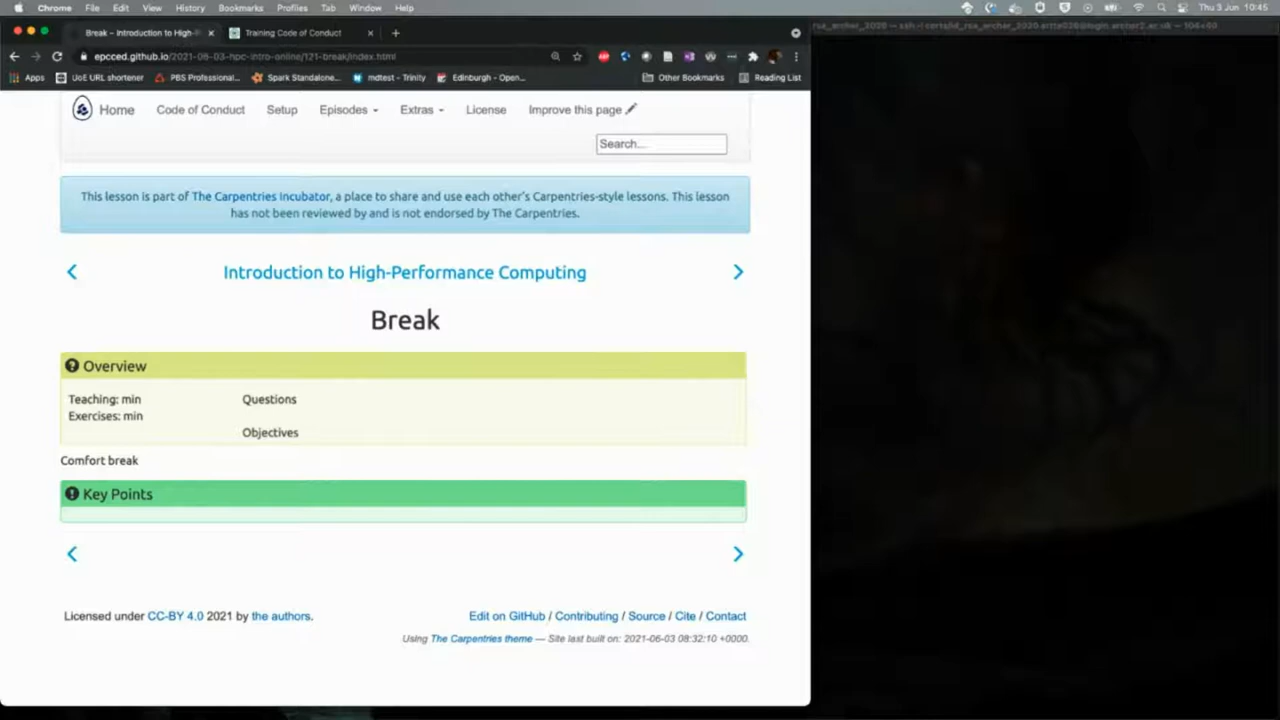 Chrome File Edit View History Bookmarks Profiles Tab Window Help Thu 3 Jun 10:45
Break – Introduction to High-P Training Code of Conduct
epcced.github.io/2021-06-03-hpc-intro-online/121-break/index.html
Apps UoE URL shortener PBS Professional... Spark Standalone... mdtest - Trinity Edinburgh - Open... Other Bookmarks Reading List
Home Code of Conduct Setup Episodes Extras License Improve this page
Search...
This lesson is part of The Carpentries Incubator, a place to share and use each other's Carpentries-style lessons. This lesson
has not been reviewed by and is not endorsed by The Carpentries.
Introduction to High-Performance Computing
Break
Overview
Teaching: min Questions
Exercises: min
Objectives
Comfort break
Key Points
Licensed under CC-BY 4.0 2021 by the authors. Edit on GitHub / Contributing / Source / Cite / Contact
Using The Carpentries theme — Site last built on: 2021-06-03 08:32:10 +0000.